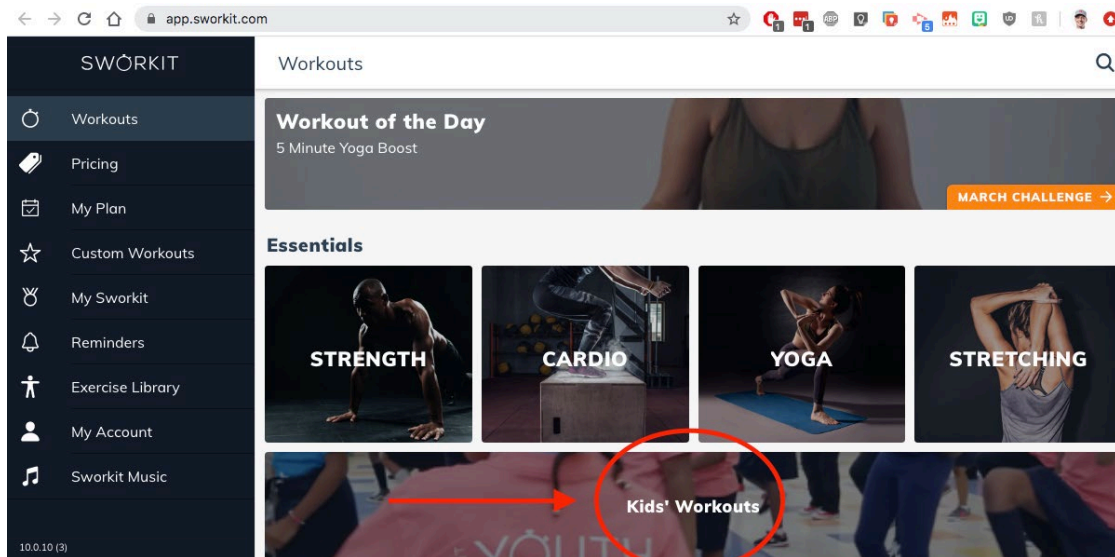 app.sworkit.com
SWORKIT
Workouts
Workouts
Pricing
My Plan
Custom Workouts
My Sworkit
Reminders
Exercise Library
My Account
Sworkit Music
10.0.10 (3)
Workout of the Day
5 Minute Yoga Boost
MARCH CHALLENGE →
Essentials
STRENGTH
CARDIO
YOGA
STRETCHING
Kids' Workouts
YOUTH